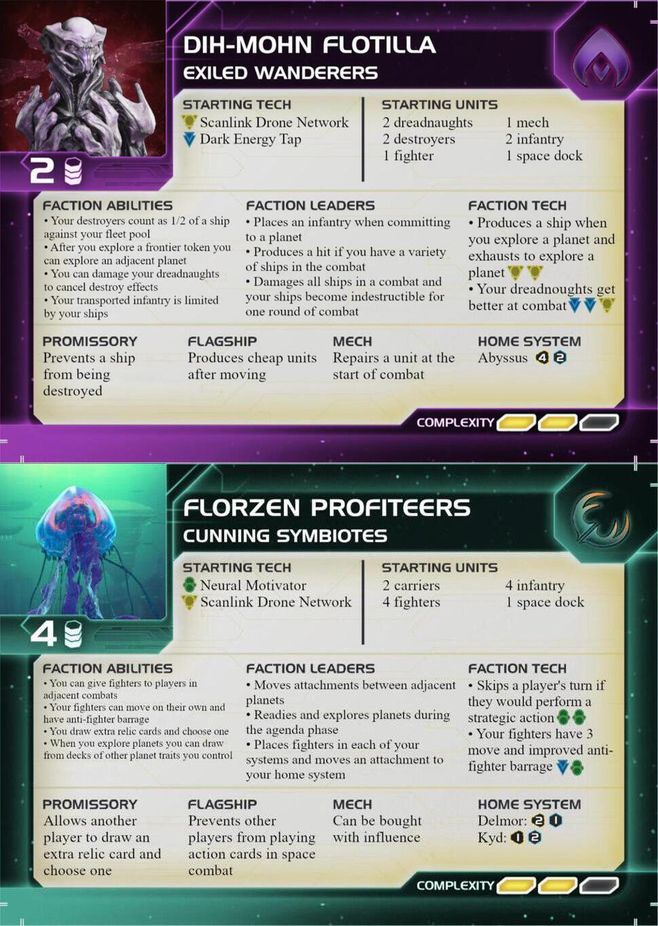 DIH-MOHN FLOTILLA
EXILED WANDERERS
STARTING TECH
Scanlink Drone Network
Dark Energy Tap
STARTING UNITS
2 dreadnaughts
2 destroyers
1 fighter
1 mech
2 infantry
1 space dock
2
FACTION ABILITIES
• Your destroyers count as 1/2 of a ship
against your fleet pool
• After you explore a frontier token you
can explore an adjacent planet
• You can damage your dreadnaughts
to cancel destroy effects
• Your transported infantry is limited
by your ships
FACTION LEADERS
• Places an infantry when committing
to a planet
• Produces a hit if you have a variety
of ships in the combat
• Damages all ships in a combat and
your ships become indestructible for
one round of combat
FACTION TECH
• Produces a ship when
you explore a planet and
exhausts to explore a
planet
• Your dreadnoughts get
better at combat
PROMISSORY
Prevents a ship
from being
destroyed
FLAGSHIP
Produces cheap units
after moving
MECH
Repairs a unit at the
start of combat
HOME SYSTEM
Abyssus 4 2
COMPLEXITY
FLORZEN PROFITEERS
CUNNING SYMBIOTES
STARTING TECH
Neural Motivator
Scanlink Drone Network
STARTING UNITS
2 carriers
4 fighters
4 infantry
1 space dock
4
FACTION ABILITIES
• You can give fighters to players in
adjacent combats
• Your fighters can move on their own and
have anti-fighter barrage
• You draw extra relic cards and choose one
• When you explore planets you can draw
from decks of other planet traits you control
FACTION LEADERS
• Moves attachments between adjacent
planets
• Readies and explores planets during
the agenda phase
• Places fighters in each of your
systems and moves an attachment to
your home system
FACTION TECH
• Skips a player's turn if
they would perform a
strategic action
• Your fighters have 3
move and improved anti-
fighter barrage
PROMISSORY
Allows another
player to draw an
extra relic card and
choose one
FLAGSHIP
Prevents other
players from playing
action cards in space
combat
MECH
Can be bought
with influence
HOME SYSTEM
Delmor: 2 1
Kyd: 1 2
COMPLEXITY